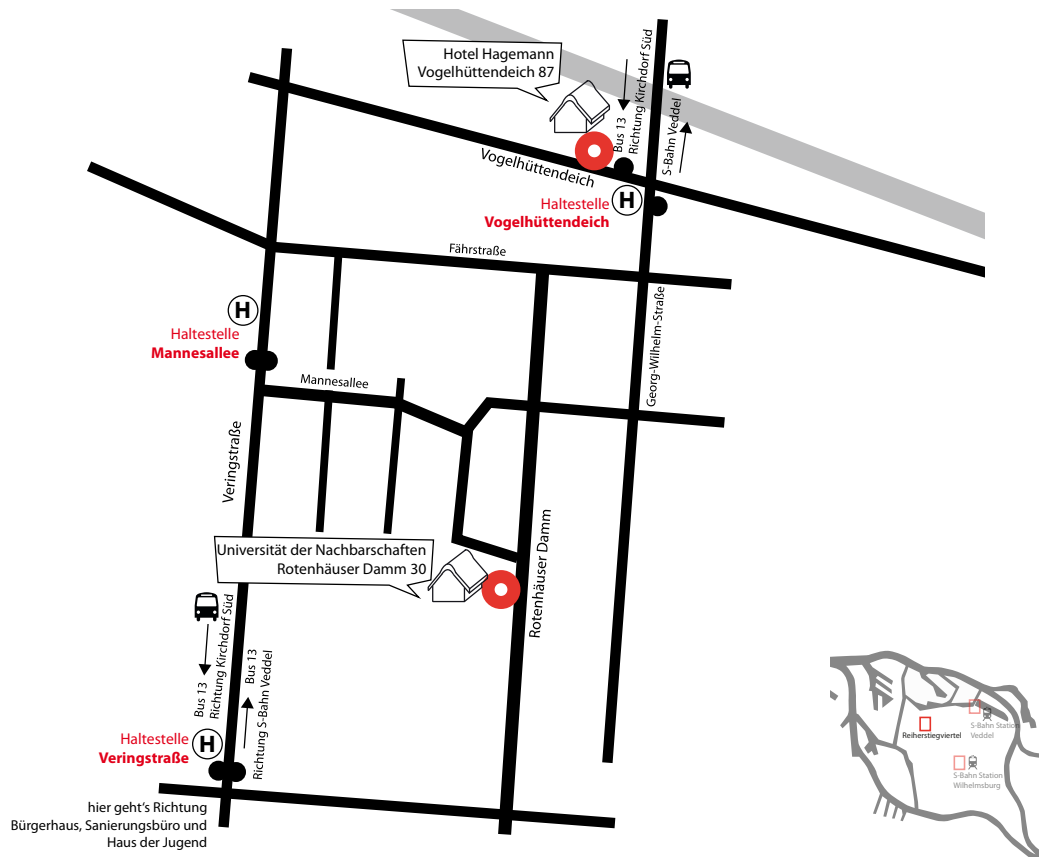 Hotel Hagemann
Vogelhüttendeich 87
Bus 13
Richtung Kirchdorf Süd
S-Bahn Veddel
Vogelhüttendeich
Haltestelle
Vogelhüttendeich
H
Fährstraße
H
Haltestelle
Mannesallee
Mannesallee
Georg-Wilhelm-Straße
Veringstraße
Universität der Nachbarschaften
Rotenhäuser Damm 30
Rotenhäuser Damm
Bus 13
Richtung Kirchdorf Süd
Bus 13
Richtung S-Bahn Veddel
Haltestelle
Veringstraße
H
hier geht's Richtung
Bürgerhaus, Sanierungsbüro und
Haus der Jugend
Reiherstiegviertel
S-Bahn Station
Veddel
S-Bahn Station
Wilhelmsburg